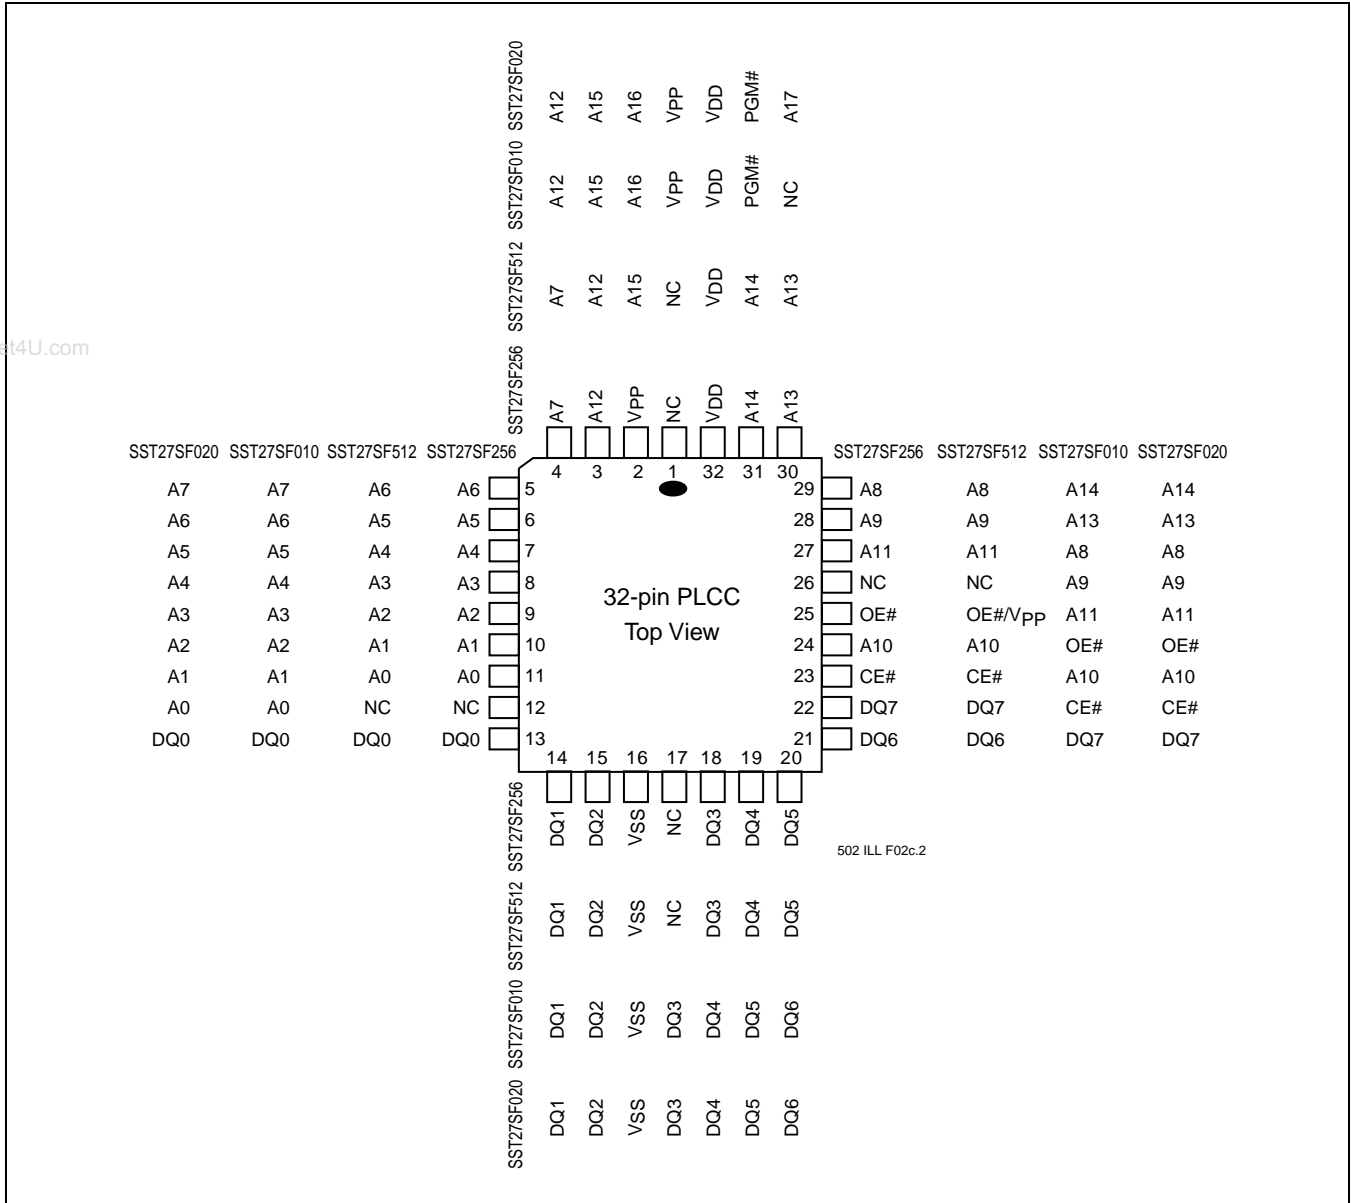 SST27SF020 A12 A15 A16 VPP VDD PGM# A17
SST27SF010 A12 A15 A16 VPP VDD PGM# NC
SST27SF512 A7 A12 A15 NC VDD A14 A13
et4U.com
SST27SF256 A7 A12 VPP NC VDD A14 A13
SST27SF020 SST27SF010 SST27SF512 SST27SF256 SST27SF256 SST27SF512 SST27SF010 SST27SF020
4 3 2 1 32 31 30
A7 A7 A6 A6 5 29 A8 A8 A14 A14
A6 A6 A5 A5 6 28 A9 A9 A13 A13
A5 A5 A4 A4 7 27 A11 A11 A8 A8
A4 A4 A3 A3 8 26 NC NC A9 A9
32-pin PLCC
A3 A3 A2 A2 9 25 OE# OE#/VPP A11 A11
Top View
A2 A2 A1 A1 10 24 A10 A10 OE# OE#
A1 A1 A0 A0 11 23 CE# CE# A10 A10
A0 A0 NC NC 12 22 DQ7 DQ7 CE# CE#
DQ0 DQ0 DQ0 DQ0 13 21 DQ6 DQ6 DQ7 DQ7
14 15 16 17 18 19 20
SST27SF256 DQ1 DQ2 VSS NC DQ3 DQ4 DQ5
502 ILL F02c.2
SST27SF512 DQ1 DQ2 VSS NC DQ3 DQ4 DQ5
SST27SF010 DQ1 DQ2 VSS DQ3 DQ4 DQ5 DQ6
SST27SF020 DQ1 DQ2 VSS DQ3 DQ4 DQ5 DQ6